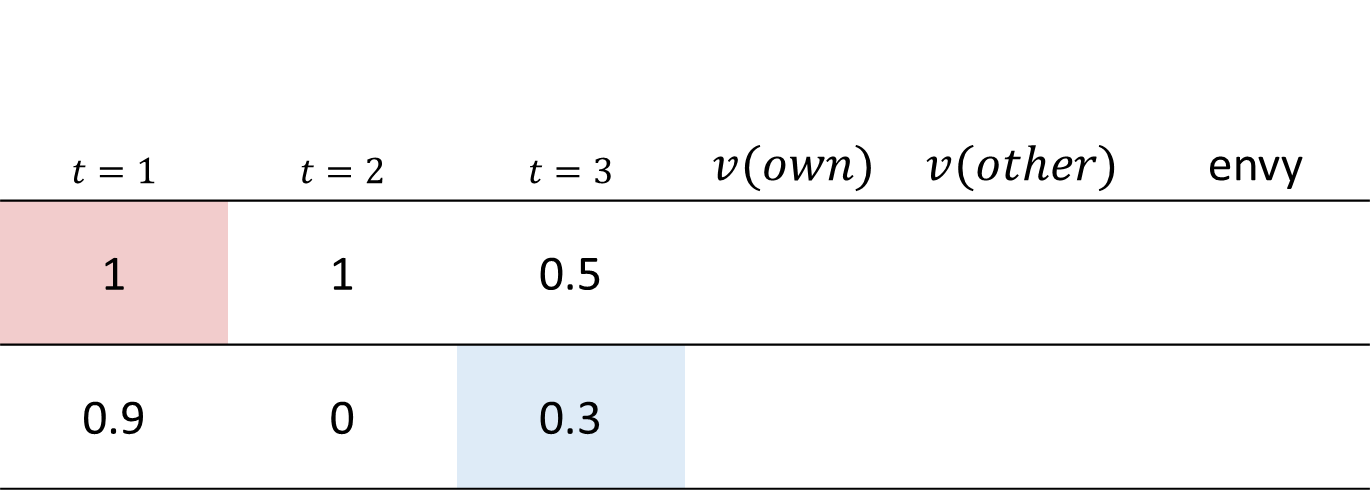 𝑡 = 1 𝑡 = 2 𝑡 = 3 𝑣(𝑜𝑤𝑛) 𝑣(𝑜𝑡ℎ𝑒𝑟) envy
1 1 0.5
0.9 0 0.3